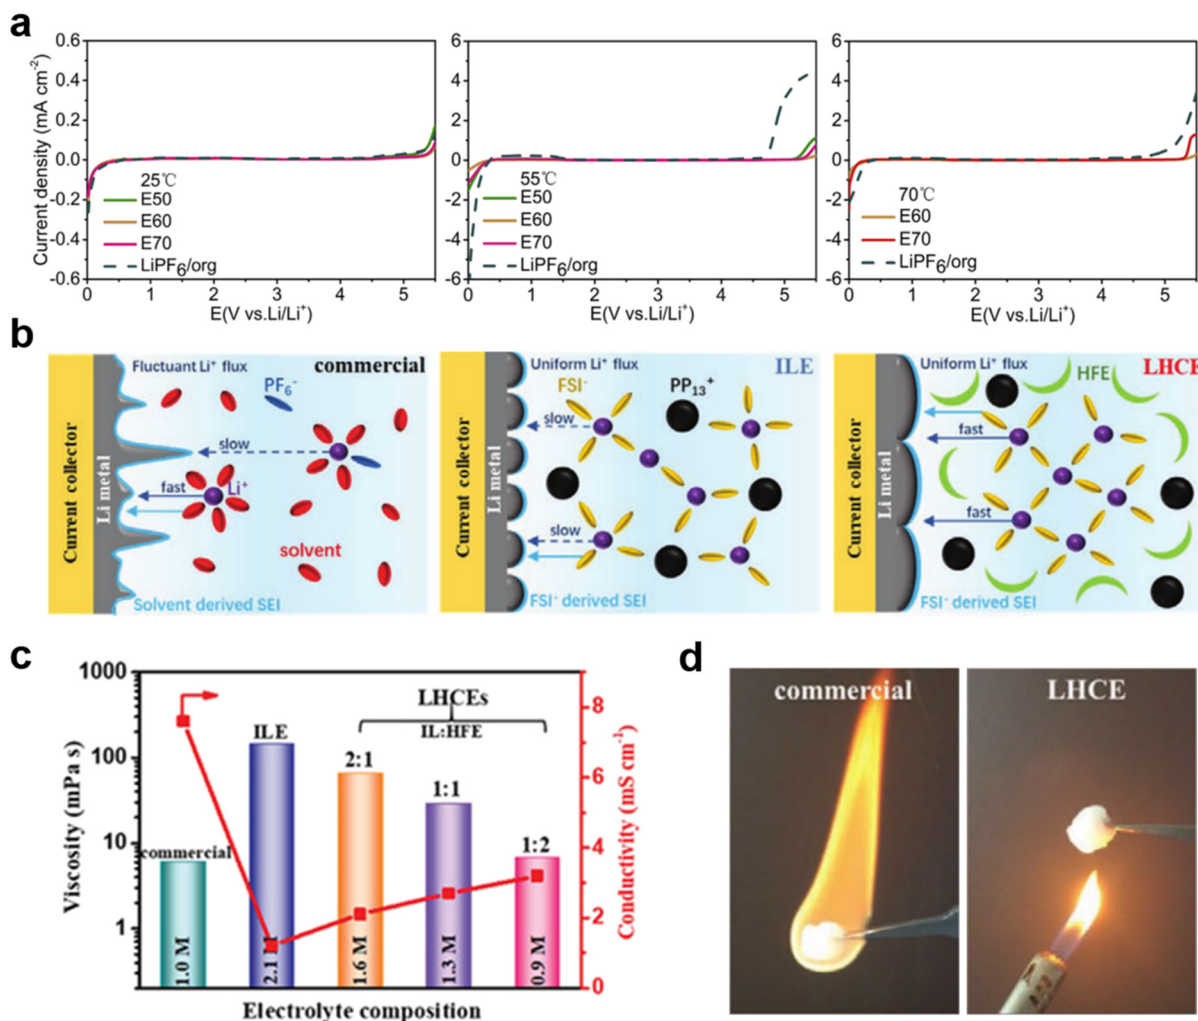 a
0.6
0.4
0.2
0.0
-0.2
-0.4
-0.6
Current density (mA cm-2)
25℃
E50
E60
E70
LiPF6/org
0 1 2 3 4 5
E(V vs.Li/Li+)
6
4
2
0
-2
-4
-6
55℃
E50
E60
E70
LiPF6/org
0 1 2 3 4 5
E(V vs.Li/Li+)
6
4
2
0
-2
-4
-6
70℃
E60
E70
LiPF6/org
0 1 2 3 4 5
E(V vs.Li/Li+)
b
Current collector
Li metal
Fluctuant Li+ flux
commercial
PF6-
slow
fast
Li+
solvent
Solvent derived SEI
Current collector
Li metal
Uniform Li+ flux
ILE
FSI-
PP13+
slow
slow
FSI- derived SEI
Current collector
Li metal
Uniform Li+ flux
LHCE
HFE
fast
fast
FSI- derived SEI
c
1000
100
10
1
Viscosity (mPa s)
commercial
ILE
LHCEs
IL:HFE
2:1
1:1
1:2
1.0 M
2.1 M
1.6 M
1.3 M
0.9 M
8
6
4
2
0
Conductivity (mS cm-1)
Electrolyte composition
d
commercial
LHCE